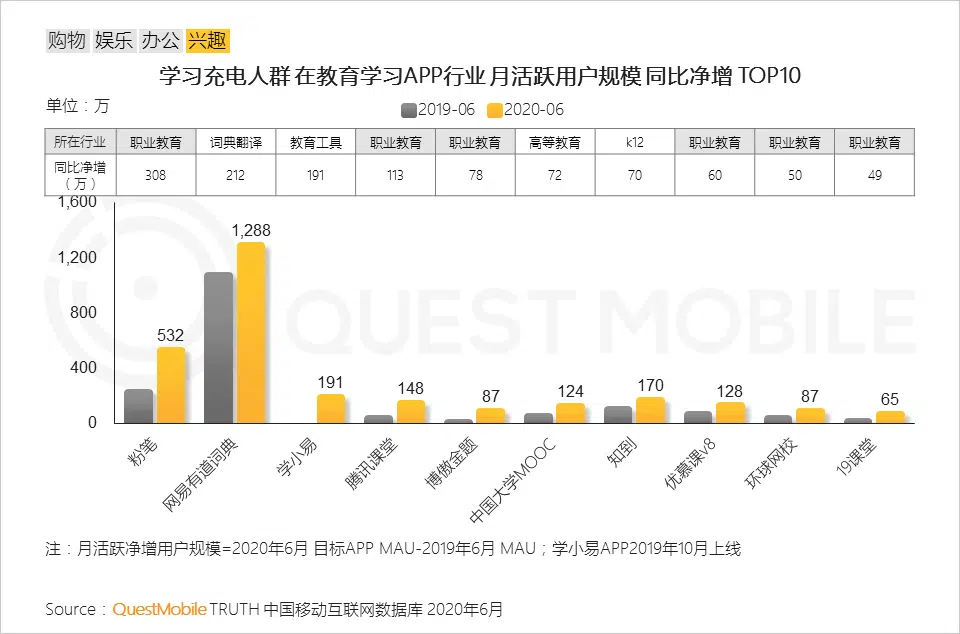 购物 娱乐 办公 兴趣
学习充电人群 在教育学习APP行业 月活跃用户规模 同比净增 TOP10
单位：万
2019-06 2020-06
所在行业 职业教育 词典翻译 教育工具 职业教育 职业教育 高等教育 k12 职业教育 职业教育 职业教育
同比净增（万） 308 212 191 113 78 72 70 60 50 49
1,600
1,200
800
400
0
532 1,288 191 148 87 124 170 128 87 65
粉笔 网易有道词典 学小易 腾讯课堂 博傲金题 中国大学MOOC 知到 优慕课v8 环球网校 19课堂
QUEST MOBILE
注：月活跃净增用户规模=2020年6月 目标APP MAU-2019年6月 MAU；学小易APP2019年10月上线
Source：QuestMobile TRUTH 中国移动互联网数据库 2020年6月